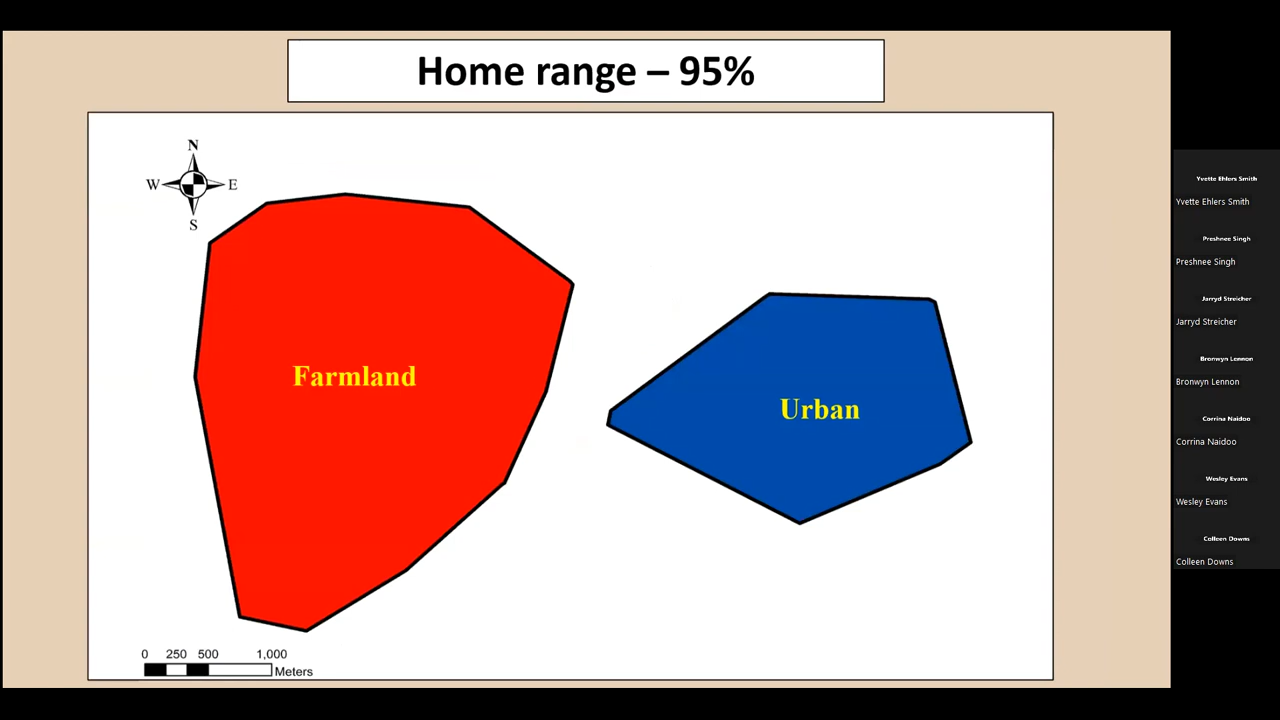 Home range – 95%
N
W E
S
Farmland
Urban
0 250 500 1,000
Meters
Yvette Ehlers Smith
Yvette Ehlers Smith
Preshnee Singh
Preshnee Singh
Jarryd Streicher
Jarryd Streicher
Bronwyn Lennon
Bronwyn Lennon
Corrina Naidoo
Corrina Naidoo
Wesley Evans
Wesley Evans
Colleen Downs
Colleen Downs